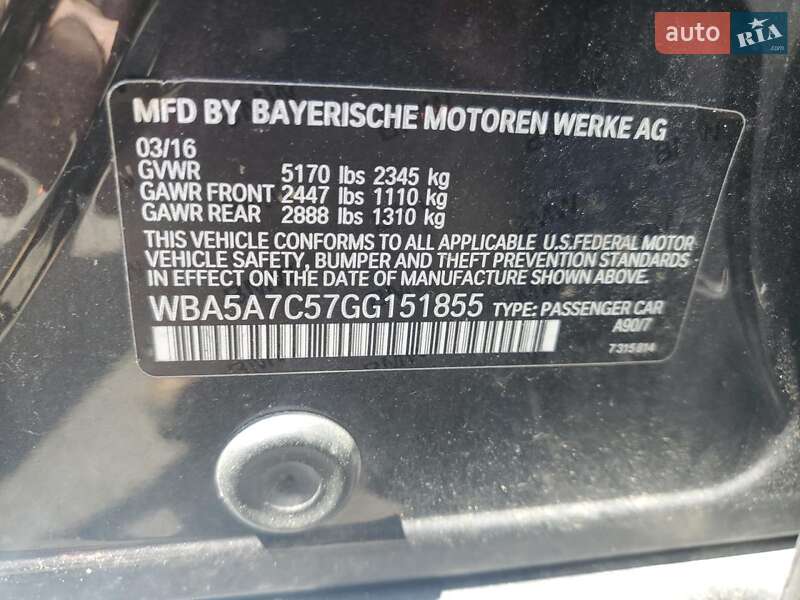 auto RIA
MFD BY BAYERISCHE MOTOREN WERKE AG
03/16
GVWR 5170 lbs 2345 kg
GAWR FRONT 2447 lbs 1110 kg
GAWR REAR 2888 lbs 1310 kg
THIS VEHICLE CONFORMS TO ALL APPLICABLE U.S.FEDERAL MOTOR
VEHICLE SAFETY, BUMPER AND THEFT PREVENTION STANDARDS
IN EFFECT ON THE DATE OF MANUFACTURE SHOWN ABOVE.
WBA5A7C57GG151855 TYPE: PASSENGER CAR
A90/7
7315814